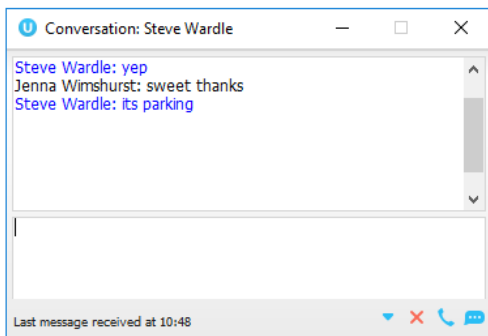 U Conversation: Steve Wardle
Steve Wardle: yep
Jenna Wimshurst: sweet thanks
Steve Wardle: its parking
Last message received at 10:48